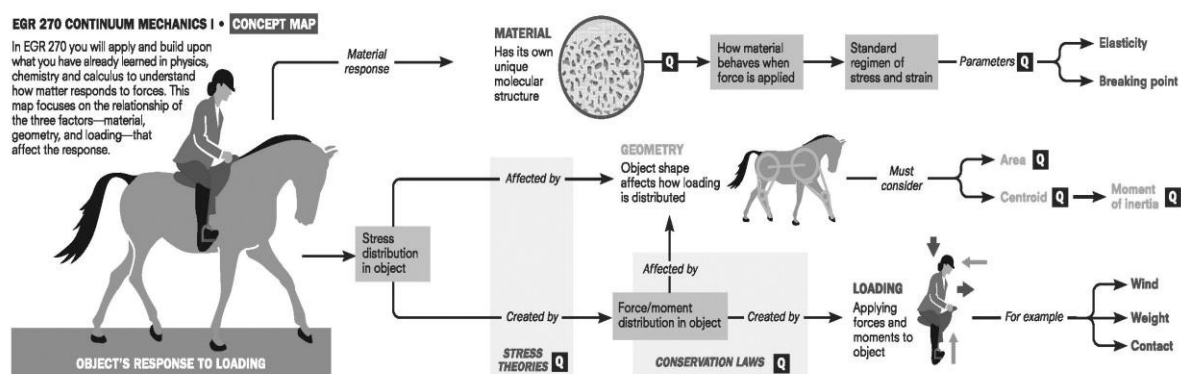 EGR 270 CONTINUUM MECHANICS I • CONCEPT MAP
In EGR 270 you will apply and build upon
what you have already learned in physics,
chemistry and calculus to understand
how matter responds to forces. This
map focuses on the relationship of
the three factors—material,
geometry, and loading—that
affect the response.
Material
response
MATERIAL
Has its own
unique
molecular
structure
Q
How material
behaves when
force is applied
Standard
regimen of
stress and strain
Parameters Q
Elasticity
Breaking point
Stress
distribution
in object
Affected by
GEOMETRY
Object shape
affects how loading
is distributed
Must
consider
Area Q
Centroid Q
Moment
of inertia Q
Created by
Force/moment
distribution in object
Affected by
Created by
LOADING
Applying
forces and
moments to
object
For example
Wind
Weight
Contact
STRESS
THEORIES Q
CONSERVATION LAWS Q
OBJECT'S RESPONSE TO LOADING